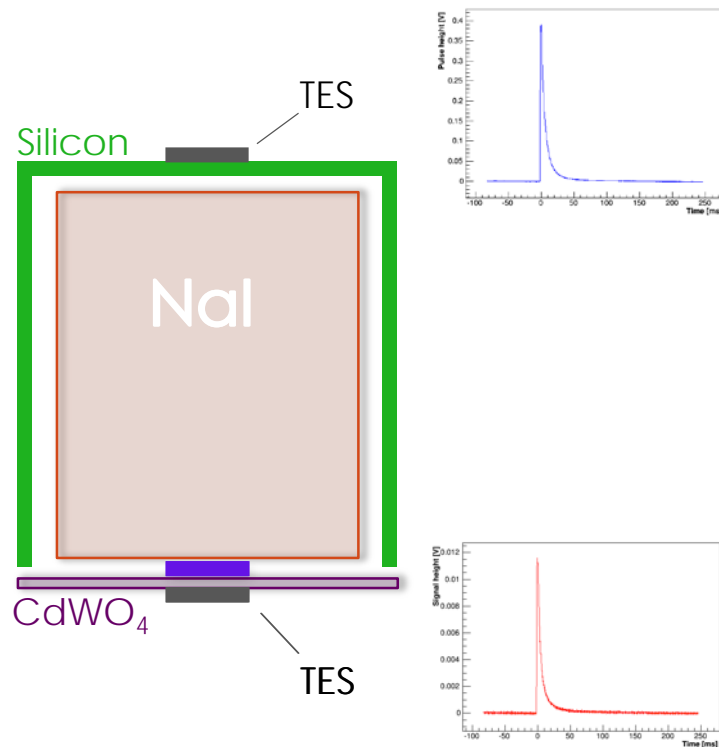 TES
Silicon
NaI
CdWO₄
TES
Pulse height [V]
0.4
0.35
0.3
0.25
0.2
0.15
0.1
0.05
0
-100 -50 0 50 100 150 200 250
Time [ms
Signal height [V]
0.012
0.01
0.008
0.006
0.004
0.002
0
-100 -50 0 50 100 150 200 250
Time [ms